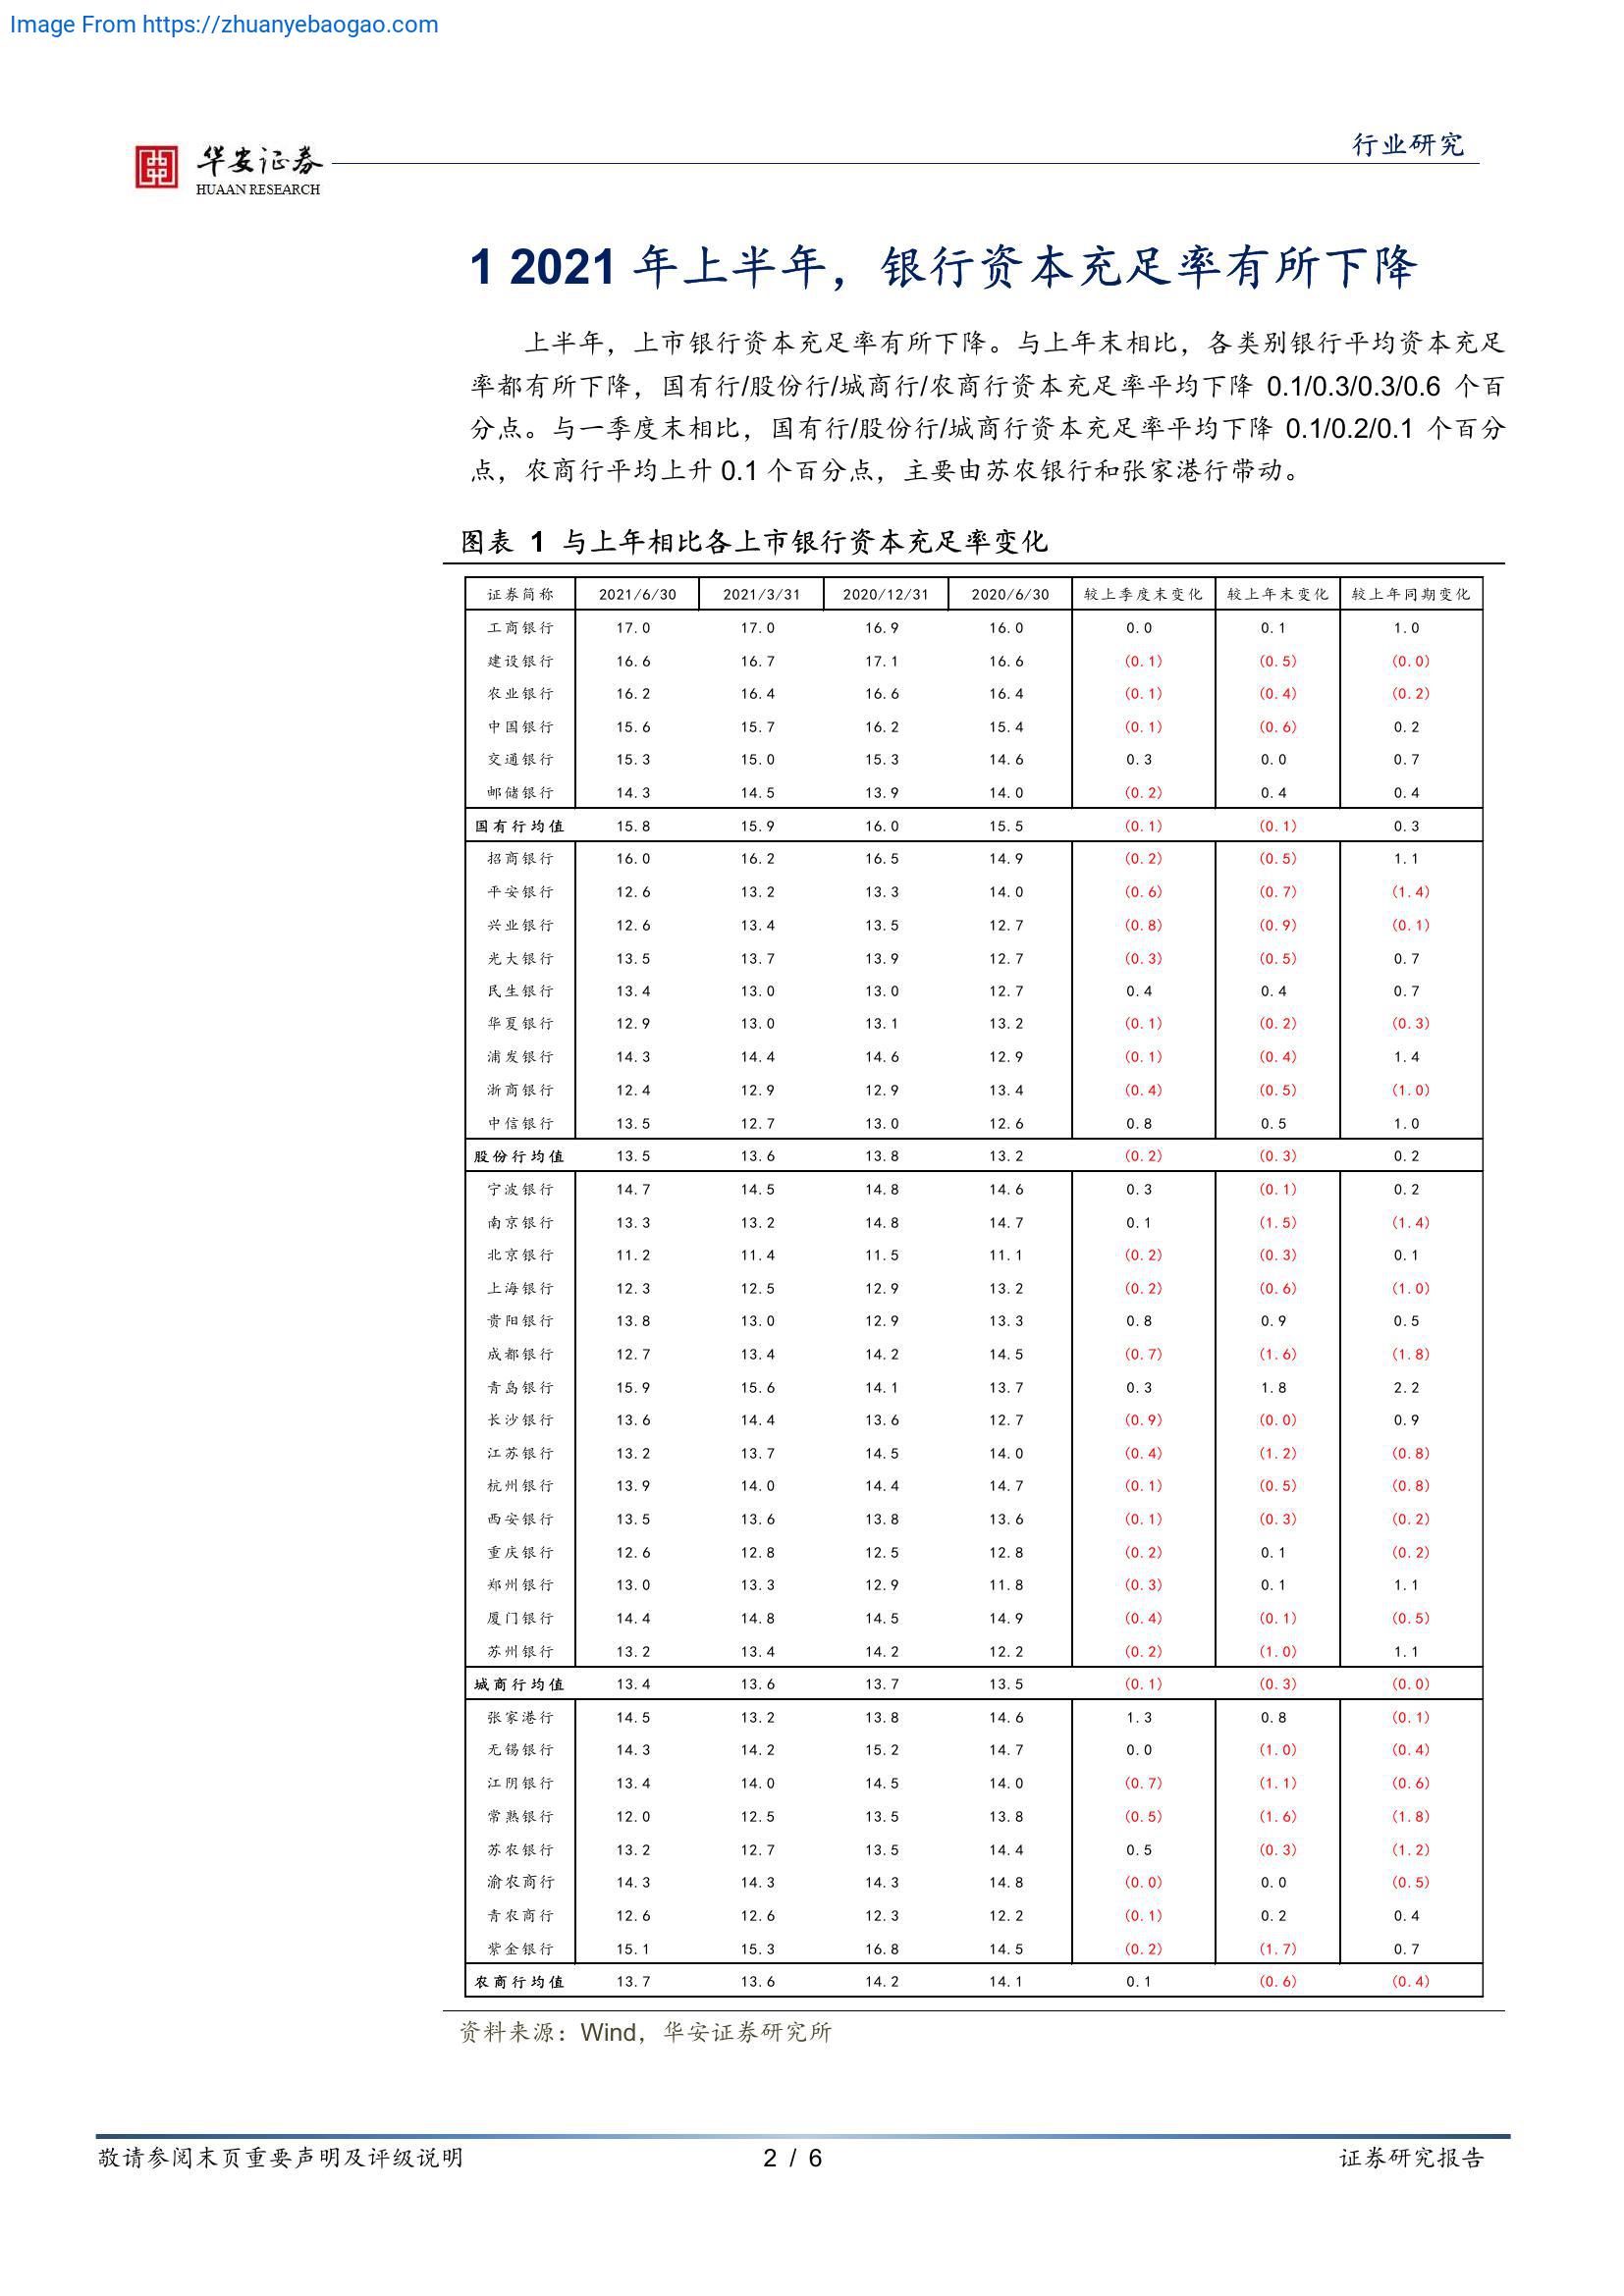 Image From https://zhuanyebaogao.com
华安证券
HUAAN RESEARCH
行业研究
1 2021 年上半年，银行资本充足率有所下降
上半年，上市银行资本充足率有所下降。与上年末相比，各类别银行平均资本充足
率都有所下降，国有行/股份行/城商行/农商行资本充足率平均下降 0.1/0.3/0.3/0.6 个百
分点。与一季度末相比，国有行/股份行/城商行资本充足率平均下降 0.1/0.2/0.1 个百分
点，农商行平均上升 0.1 个百分点，主要由苏农银行和张家港行带动。
图表 1 与上年相比各上市银行资本充足率变化
证券简称 2021/6/30 2021/3/31 2020/12/31 2020/6/30 较上季度末变化 较上年末变化 较上年同期变化
工商银行 17.0 17.0 16.9 16.0 0.0 0.1 1.0
建设银行 16.6 16.7 17.1 16.6 (0.1) (0.5) (0.0)
农业银行 16.2 16.4 16.6 16.4 (0.1) (0.4) (0.2)
中国银行 15.6 15.7 16.2 15.4 (0.1) (0.6) 0.2
交通银行 15.3 15.0 15.3 14.6 0.3 0.0 0.7
邮储银行 14.3 14.5 13.9 14.0 (0.2) 0.4 0.4
国有行均值 15.8 15.9 16.0 15.5 (0.1) (0.1) 0.3
招商银行 16.0 16.2 16.5 14.9 (0.2) (0.5) 1.1
平安银行 12.6 13.2 13.3 14.0 (0.6) (0.7) (1.4)
兴业银行 12.6 13.4 13.5 12.7 (0.8) (0.9) (0.1)
光大银行 13.5 13.7 13.9 12.7 (0.3) (0.5) 0.7
民生银行 13.4 13.0 13.0 12.7 0.4 0.4 0.7
华夏银行 12.9 13.0 13.1 13.2 (0.1) (0.2) (0.3)
浦发银行 14.3 14.4 14.6 12.9 (0.1) (0.4) 1.4
浙商银行 12.4 12.9 12.9 13.4 (0.4) (0.5) (1.0)
中信银行 13.5 12.7 13.0 12.6 0.8 0.5 1.0
股份行均值 13.5 13.6 13.8 13.2 (0.2) (0.3) 0.2
宁波银行 14.7 14.5 14.8 14.6 0.3 (0.1) 0.2
南京银行 13.3 13.2 14.8 14.7 0.1 (1.5) (1.4)
北京银行 11.2 11.4 11.5 11.1 (0.2) (0.3) 0.1
上海银行 12.3 12.5 12.9 13.2 (0.2) (0.6) (1.0)
贵阳银行 13.8 13.0 12.9 13.3 0.8 0.9 0.5
成都银行 12.7 13.4 14.2 14.5 (0.7) (1.6) (1.8)
青岛银行 15.9 15.6 14.1 13.7 0.3 1.8 2.2
长沙银行 13.6 14.4 13.6 12.7 (0.9) (0.0) 0.9
江苏银行 13.2 13.7 14.5 14.0 (0.4) (1.2) (0.8)
杭州银行 13.9 14.0 14.4 14.7 (0.1) (0.5) (0.8)
西安银行 13.5 13.6 13.8 13.6 (0.1) (0.3) (0.2)
重庆银行 12.6 12.8 12.5 12.8 (0.2) 0.1 (0.2)
郑州银行 13.0 13.3 12.9 11.8 (0.3) 0.1 1.1
厦门银行 14.4 14.8 14.5 14.9 (0.4) (0.1) (0.5)
苏州银行 13.2 13.4 14.2 12.2 (0.2) (1.0) 1.1
城商行均值 13.4 13.6 13.7 13.5 (0.1) (0.3) (0.0)
张家港行 14.5 13.2 13.8 14.6 1.3 0.8 (0.1)
无锡银行 14.3 14.2 15.2 14.7 0.0 (1.0) (0.4)
江阴银行 13.4 14.0 14.5 14.0 (0.7) (1.1) (0.6)
常熟银行 12.0 12.5 13.5 13.8 (0.5) (1.6) (1.8)
苏农银行 13.2 12.7 13.5 14.4 0.5 (0.3) (1.2)
渝农商行 14.3 14.3 14.3 14.8 (0.0) 0.0 (0.5)
青农商行 12.6 12.6 12.3 12.2 (0.1) 0.2 0.4
紫金银行 15.1 15.3 16.8 14.5 (0.2) (1.7) 0.7
农商行均值 13.7 13.6 14.2 14.1 0.1 (0.6) (0.4)
资料来源：Wind，华安证券研究所
敬请参阅末页重要声明及评级说明 2 / 6 证券研究报告